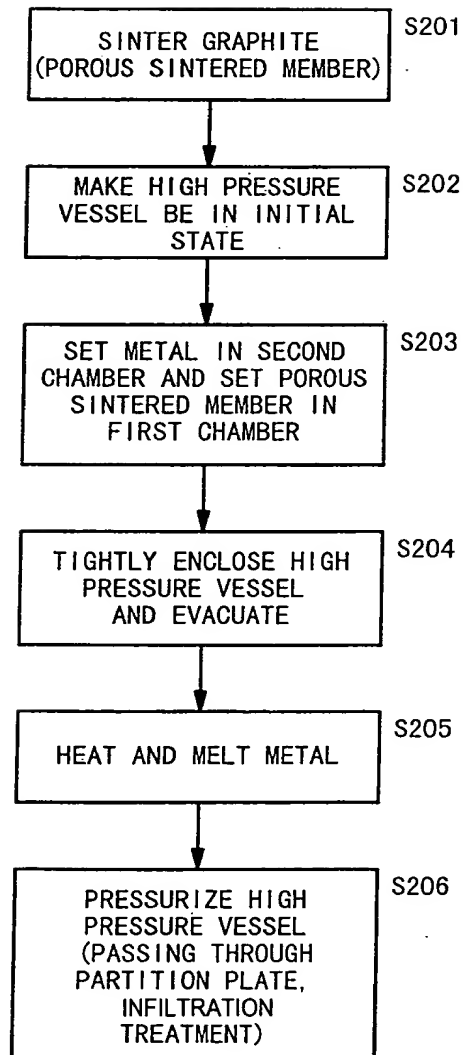 SINTER GRAPHITE
(POROUS SINTERED MEMBER)
S201
MAKE HIGH PRESSURE
VESSEL BE IN INITIAL
STATE
S202
SET METAL IN SECOND
CHAMBER AND SET POROUS
SINTERED MEMBER IN
FIRST CHAMBER
S203
TIGHTLY ENCLOSE HIGH
PRESSURE VESSEL
AND EVACUATE
S204
HEAT AND MELT METAL
S205
PRESSURIZE HIGH
PRESSURE VESSEL
(PASSING THROUGH
PARTITION PLATE,
INFILTRATION
TREATMENT)
S206